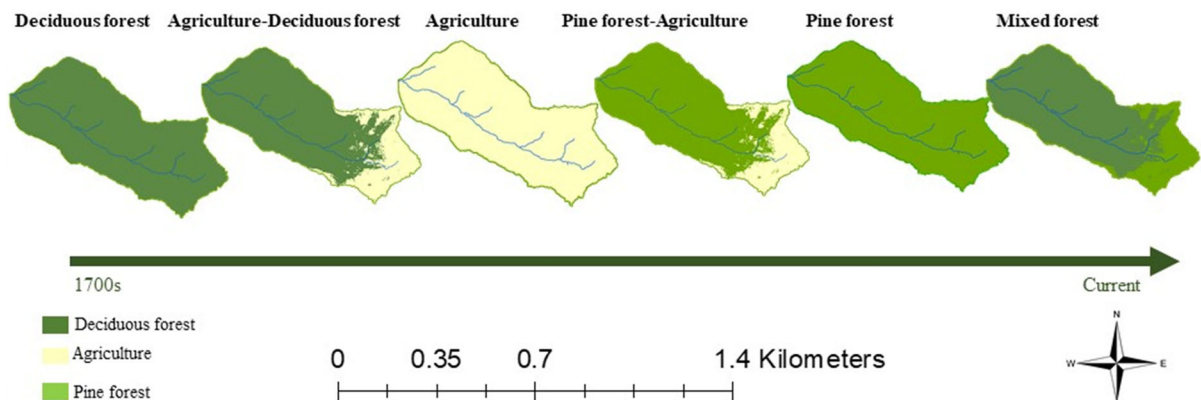 Deciduous forest Agriculture-Deciduous forest Agriculture Pine forest-Agriculture Pine forest Mixed forest
1700s Current
Deciduous forest
Agriculture
Pine forest
0 0.35 0.7 1.4 Kilometers
N
W E